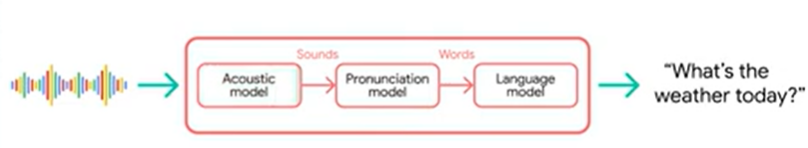 Sounds
Words
Acoustic
model
Pronunciation
model
Language
model
“What’s the
weather today?”